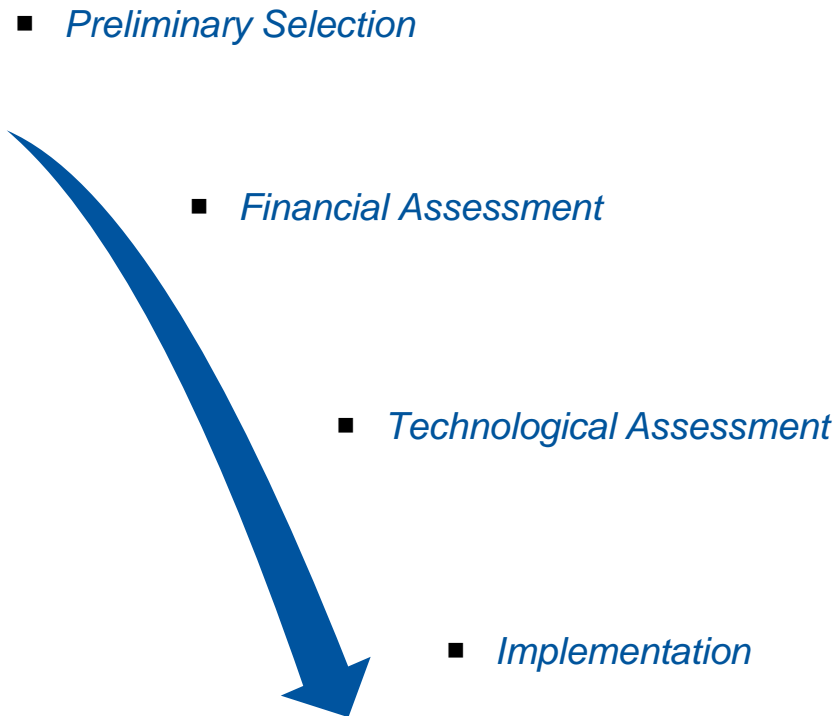 ▪ Preliminary Selection
▪ Financial Assessment
▪ Technological Assessment
▪ Implementation